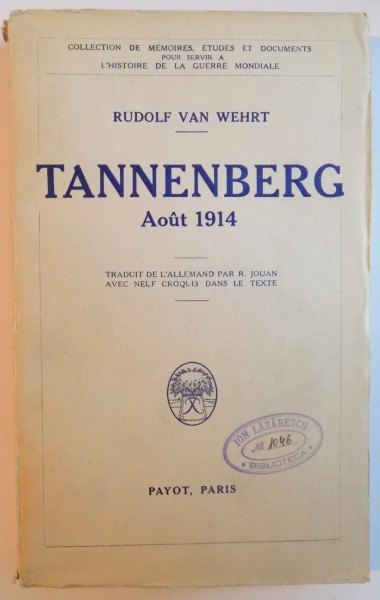 COLLECTION DE MÉMOIRES, ÉTUDES ET DOCUMENTS
POUR SERVIR A
L'HISTOIRE DE LA GUERRE MONDIALE
RUDOLF VAN WEHRT
TANNENBERG
Août 1914
TRADUIT DE L'ALLEMAND PAR R. JOUAN
AVEC NEUF CROQUIS DANS LE TEXTE
ION LĂZĂRESCU
№ 1046
* BIBLIOTECA *
PAYOT, PARIS